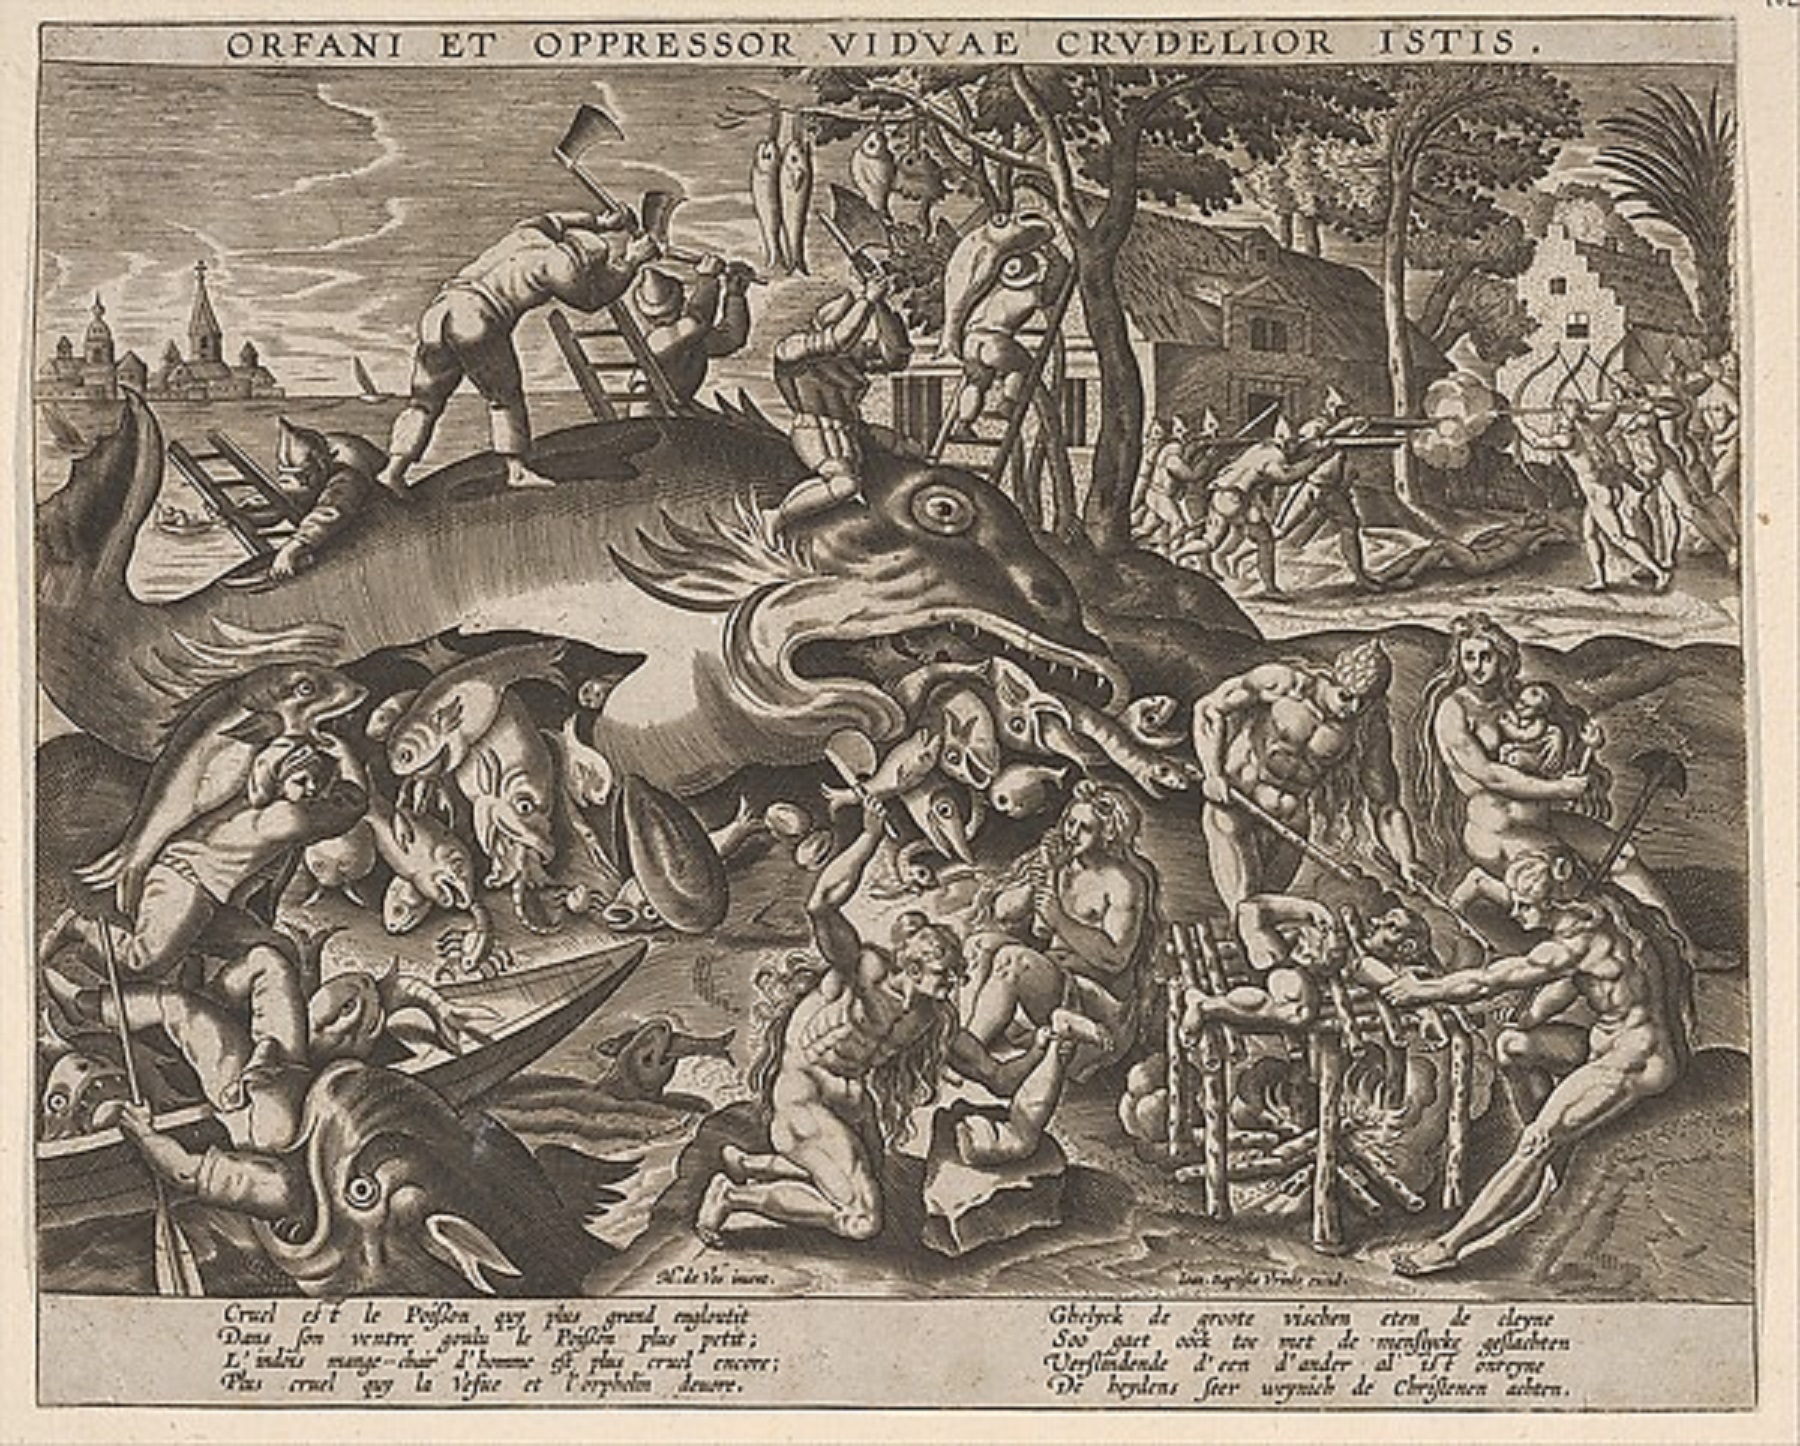 ORFANI ET OPPRESSOR VIDVAE CRVDELIOR ISTIS.
M. de Vos invent.
Ioan. Baptista Vrints excud.
Cruel est le Poisson quy plus grand engloutit
Dans son ventre goulu le Poisson plus petit;
L'indois mange-chair d'homme est plus cruel encore;
Plus cruel quy la Vefue et l'orphelin deuore.
Ghelyck de groote vischen eten de cleyne
Soo gaet oock toe met de menslycke geslachten
Verslindende d'een d'ander al ist onreyne
De heydens seer weynich de Christenen achten.